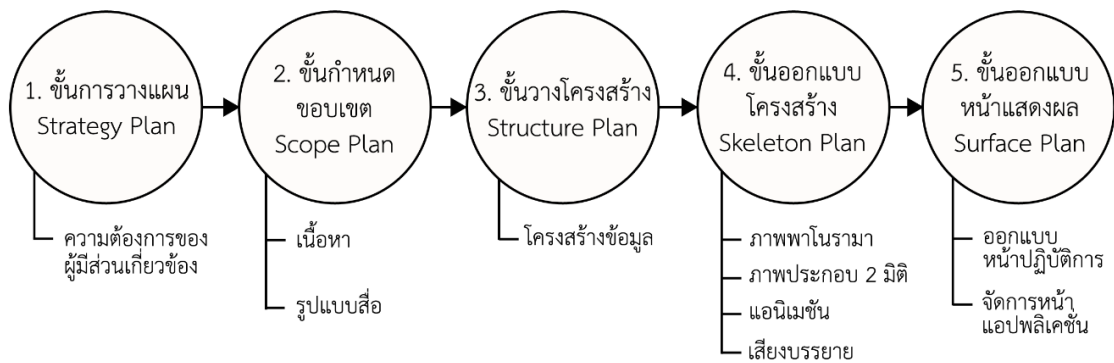 1. ขั้นการวางแผน
Strategy Plan
ความต้องการของ
ผู้มีส่วนเกี่ยวข้อง
2. ขั้นกำหนด
ขอบเขต
Scope Plan
เนื้อหา
รูปแบบสื่อ
3. ขั้นวางโครงสร้าง
Structure Plan
โครงสร้างข้อมูล
4. ขั้นออกแบบ
โครงสร้าง
Skeleton Plan
ภาพพาโนรามา
ภาพประกอบ 2 มิติ
แอนิเมชัน
เสียงบรรยาย
5. ขั้นออกแบบ
หน้าแสดงผล
Surface Plan
ออกแบบ
หน้าปฏิบัติการ
จัดการหน้า
แอปพลิเคชั่น